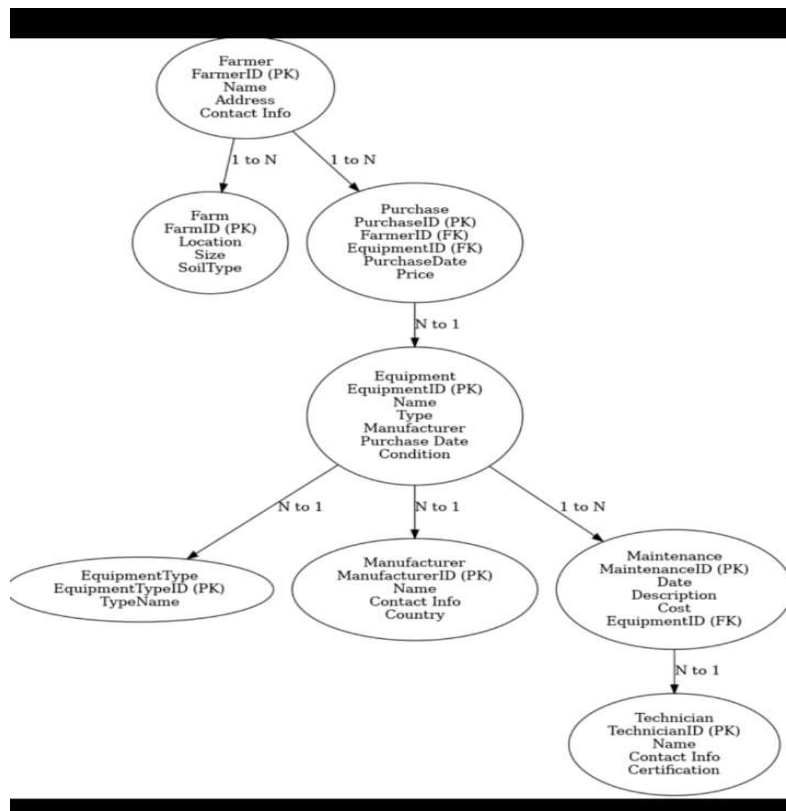 Farmer
FarmerID (PK)
Name
Address
Contact Info
1 to N
1 to N
Farm
FarmID (PK)
Location
Size
SoilType
Purchase
PurchaseID (PK)
FarmerID (FK)
EquipmentID (FK)
PurchaseDate
Price
N to 1
Equipment
EquipmentID (PK)
Name
Type
Manufacturer
Purchase Date
Condition
N to 1
N to 1
1 to N
EquipmentType
EquipmentTypeID (PK)
TypeName
Manufacturer
ManufacturerID (PK)
Name
Contact Info
Country
Maintenance
MaintenanceID (PK)
Date
Description
Cost
EquipmentID (FK)
N to 1
Technician
TechnicianID (PK)
Name
Contact Info
Certification